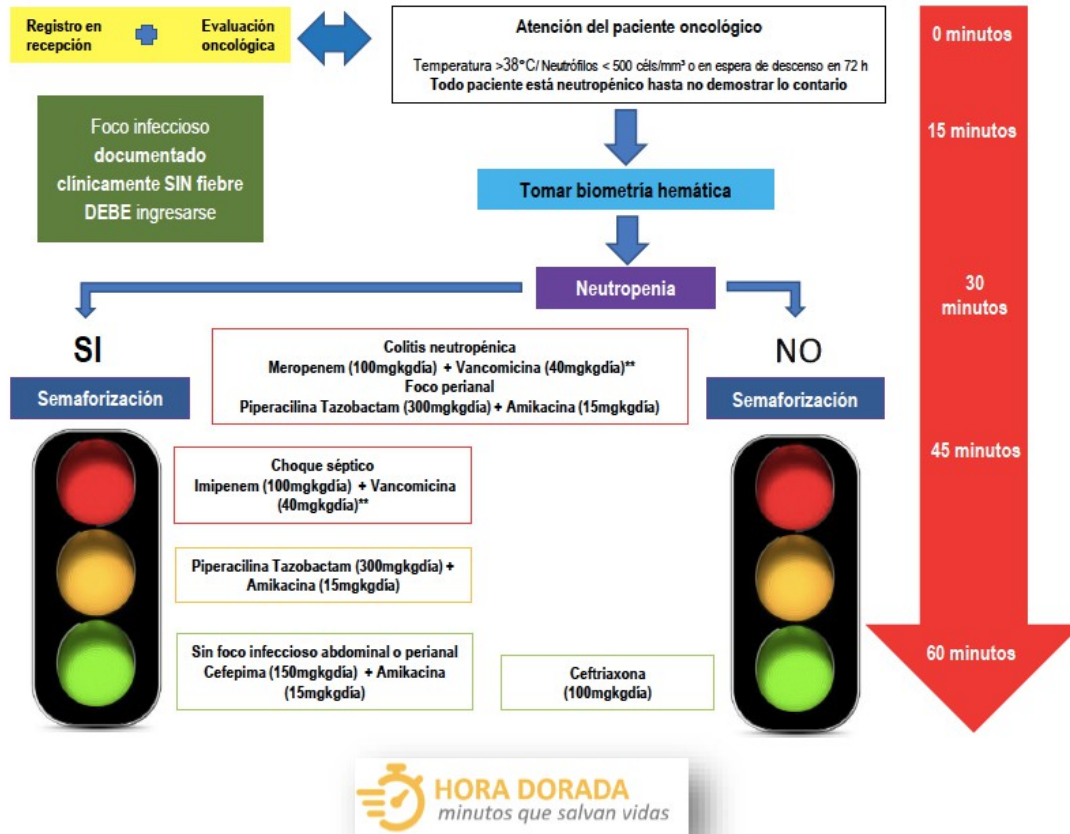 Registro en
recepción
Evaluación
oncológica
Atención del paciente oncológico
Temperatura >38°C/ Neutrófilos < 500 céls/mm³ o en espera de descenso en 72 h
Todo paciente está neutropénico hasta no demostrar lo contario
0 minutos
Foco infeccioso
documentado
clínicamente SIN fiebre
DEBE ingresarse
15 minutos
Tomar biometría hemática
Neutropenia
30
minutos
SI
Semaforización
Colitis neutropénica
Meropenem (100mgkgdía) + Vancomicina (40mgkgdía)**
Foco perianal
Piperacilina Tazobactam (300mgkgdía) + Amikacina (15mgkgdía)
NO
Semaforización
45 minutos
Choque séptico
Imipenem (100mgkgdía) + Vancomicina
(40mgkgdía)**
Piperacilina Tazobactam (300mgkgdía) +
Amikacina (15mgkgdía)
Sin foco infeccioso abdominal o perianal
Cefepima (150mgkgdía) + Amikacina
(15mgkgdía)
Ceftriaxona
(100mgkgdía)
60 minutos
HORA DORADA
minutos que salvan vidas